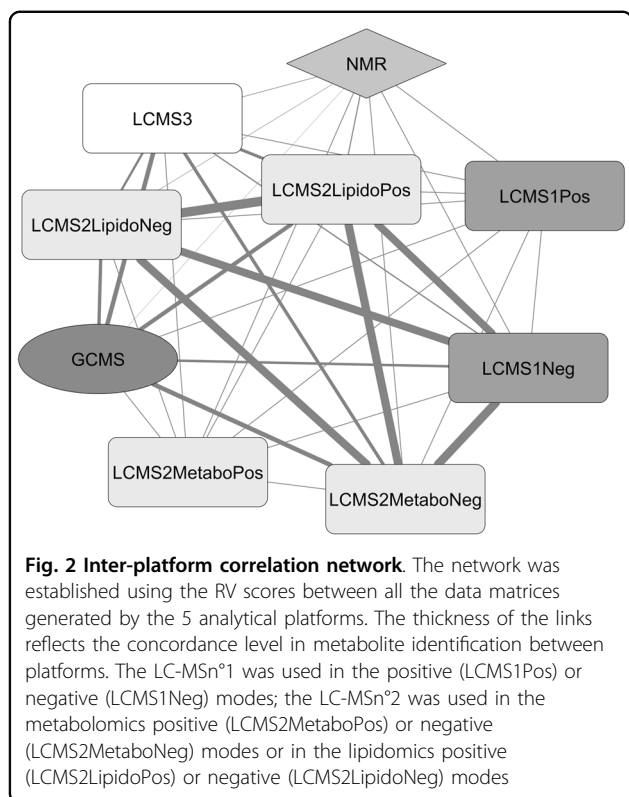 NMR
LCMS3
LCMS2LipidoPos
LCMS1Pos
LCMS2LipidoNeg
GCMS
LCMS1Neg
LCMS2MetaboPos
LCMS2MetaboNeg
Fig. 2 Inter-platform correlation network. The network was
established using the RV scores between all the data matrices
generated by the 5 analytical platforms. The thickness of the links
reflects the concordance level in metabolite identification between
platforms. The LC-MSn°1 was used in the positive (LCMS1Pos) or
negative (LCMS1Neg) modes; the LC-MSn°2 was used in the
metabolomics positive (LCMS2MetaboPos) or negative
(LCMS2MetaboNeg) modes or in the lipidomics positive
(LCMS2LipidoPos) or negative (LCMS2LipidoNeg) modes